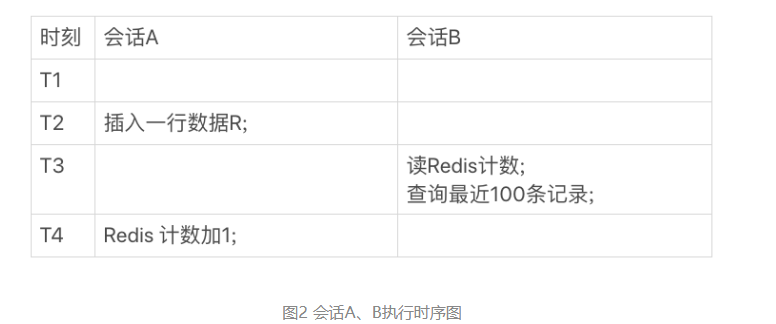 时刻 会话A 会话B
T1
T2 插入一行数据R;
T3 读Redis计数;
查询最近100条记录;
T4 Redis 计数加1;
图2 会话A、B执行时序图